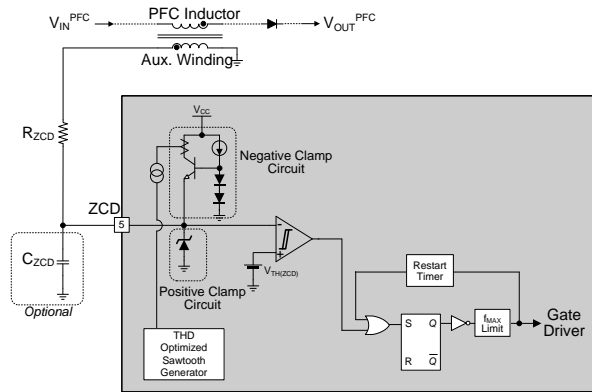 PFC Inductor
V_IN^PFC
V_OUT^PFC
Aux. Winding
V_CC
R_ZCD
Negative Clamp
Circuit
ZCD
5
C_ZCD
Optional
V_TH(ZCD)
Positive Clamp
Circuit
Restart
Timer
THD
Optimized
Sawtooth
Generator
S Q
R Q̅
f_MAX
Limit
Gate
Driver